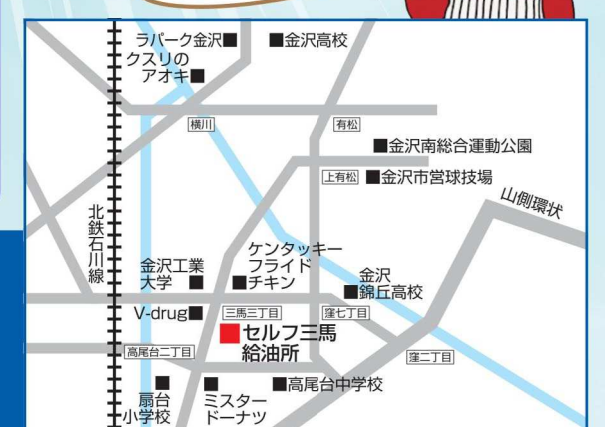 ラパーク金沢
金沢高校
クスリの
アオキ
横川
有松
金沢南総合運動公園
上有松
金沢市営球技場
山側環状
北鉄石川線
金沢工業
大学
ケンタッキー
フライド
チキン
金沢
錦丘高校
V-drug
三馬三丁目
窪七丁目
セルフ三馬
給油所
高尾台二丁目
窪二丁目
扇台
小学校
ミスター
ドーナツ
高尾台中学校